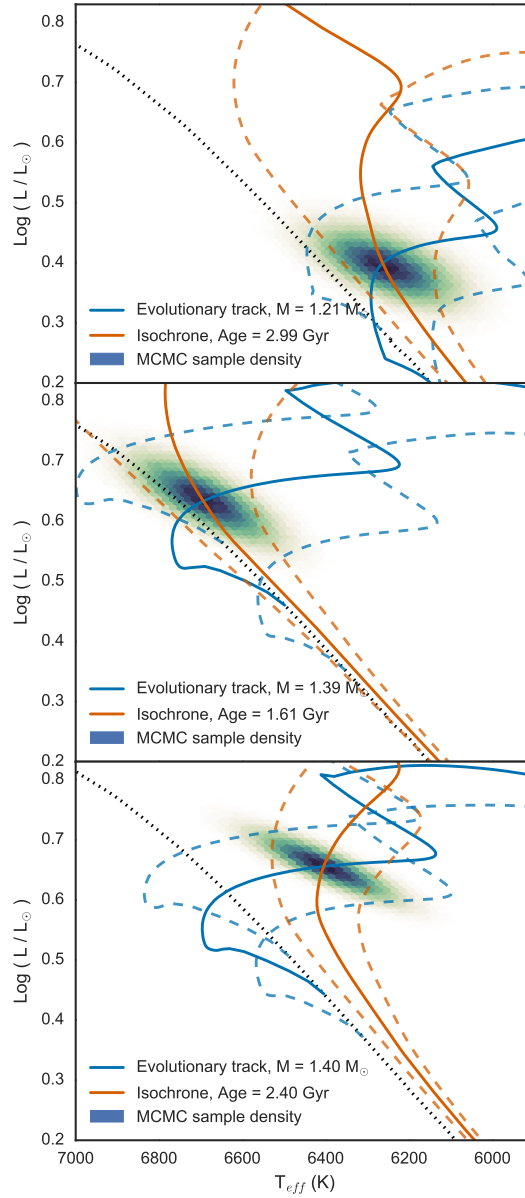 0.8
0.7
0.6
0.5
0.4
0.3
0.2
Log ( L / L⊙ )
Evolutionary track, M = 1.21 M⊙
Isochrone, Age = 2.99 Gyr
MCMC sample density
0.8
0.7
0.6
0.5
0.4
0.3
0.2
Log ( L / L⊙ )
Evolutionary track, M = 1.39 M⊙
Isochrone, Age = 1.61 Gyr
MCMC sample density
0.8
0.7
0.6
0.5
0.4
0.3
0.2
Log ( L / L⊙ )
Evolutionary track, M = 1.40 M⊙
Isochrone, Age = 2.40 Gyr
MCMC sample density
7000 6800 6600 6400 6200 6000
Teff (K)